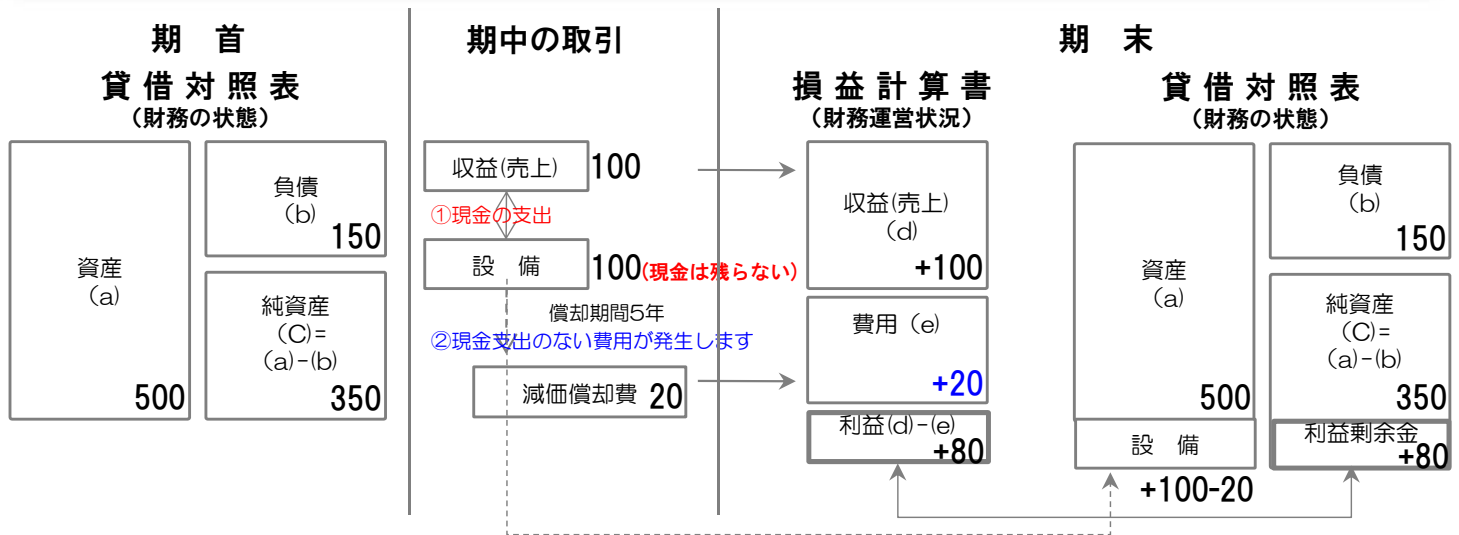 期 首
貸借対照表
(財務の状態)
資産
(a)
500
負債
(b)
150
純資産
(C)=
(a)-(b)
350
期中の取引
収益(売上)
100
①現金の支出
設 備
100(現金は残らない)
償却期間5年
②現金支出のない費用が発生します
減価償却費
20
期 末
損益計算書
(財務運営状況)
収益(売上)
(d)
+100
費用 (e)
+20
利益(d)-(e)
+80
貸借対照表
(財務の状態)
資産
(a)
500
設 備
+100-20
負債
(b)
150
純資産
(C)=
(a)-(b)
350
利益剰余金
+80